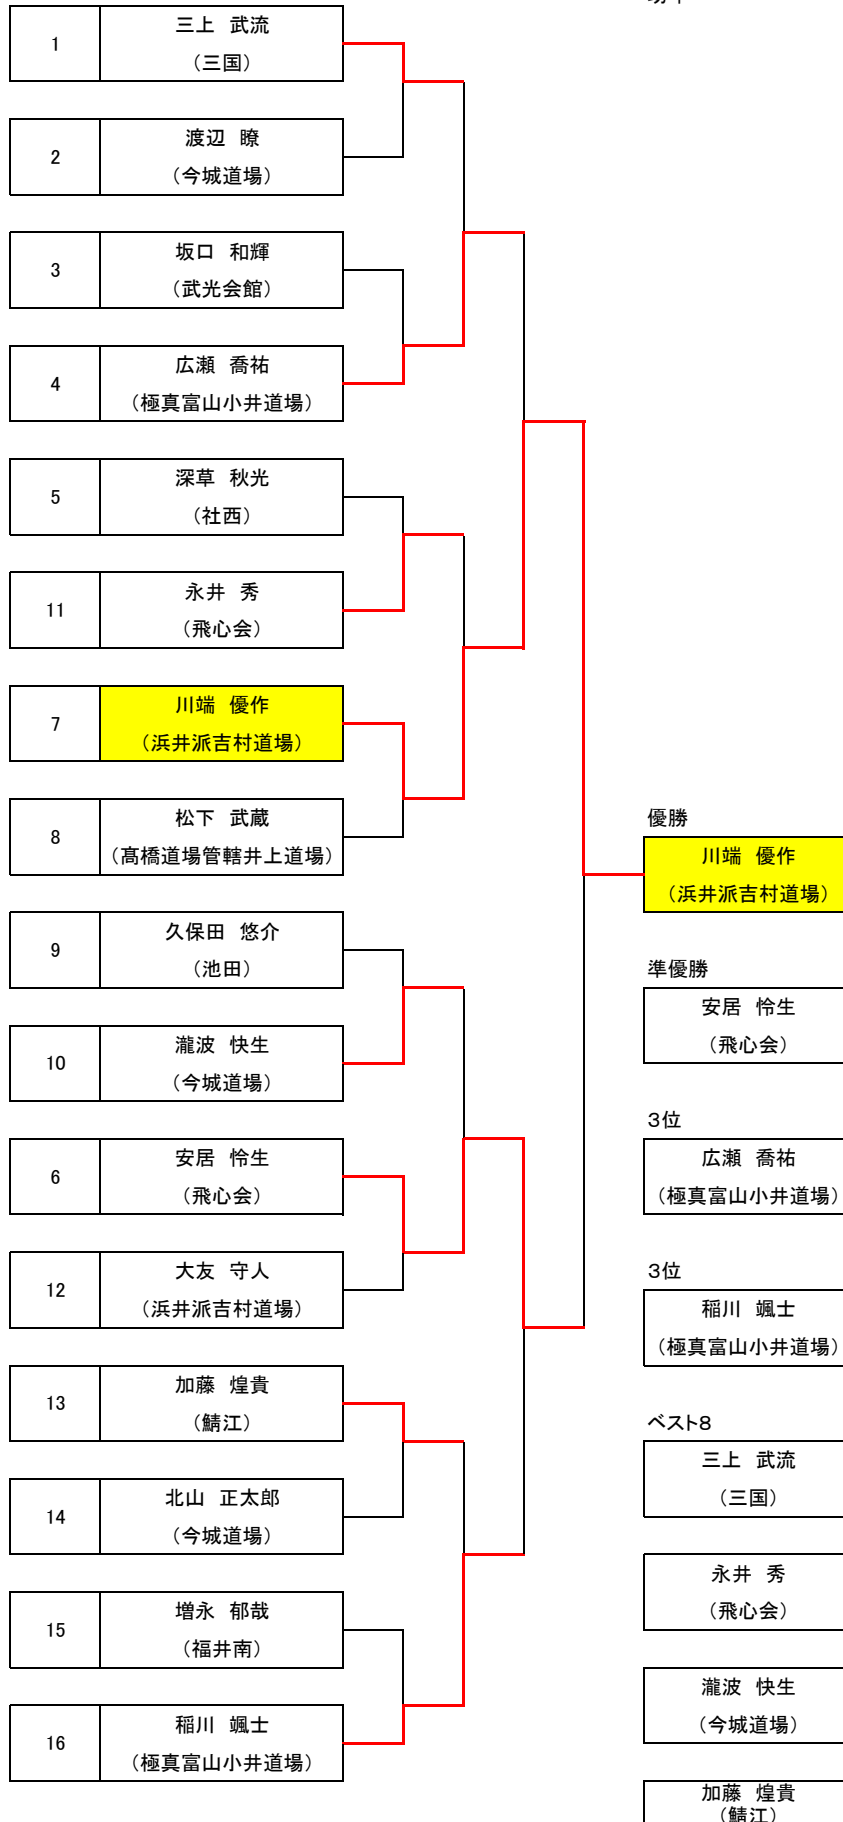 1
三上 武流
（三国）
2
渡辺 瞭
（今城道場）
3
坂口 和輝
（武光会館）
4
広瀬 喬祐
（極真富山小井道場）
5
深草 秋光
（社西）
11
永井 秀
（飛心会）
7
川端 優作
（浜井派吉村道場）
8
松下 武蔵
（髙橋道場管轄井上道場）
9
久保田 悠介
（池田）
10
瀧波 快生
（今城道場）
6
安居 怜生
（飛心会）
12
大友 守人
（浜井派吉村道場）
13
加藤 煌貴
（鯖江）
14
北山 正太郎
（今城道場）
15
増永 郁哉
（福井南）
16
稲川 颯士
（極真富山小井道場）
優勝
川端 優作
（浜井派吉村道場）
準優勝
安居 怜生
（飛心会）
3位
広瀬 喬祐
（極真富山小井道場）
3位
稲川 颯士
（極真富山小井道場）
ベスト8
三上 武流
（三国）
永井 秀
（飛心会）
瀧波 快生
（今城道場）
加藤 煌貴
（鯖江）